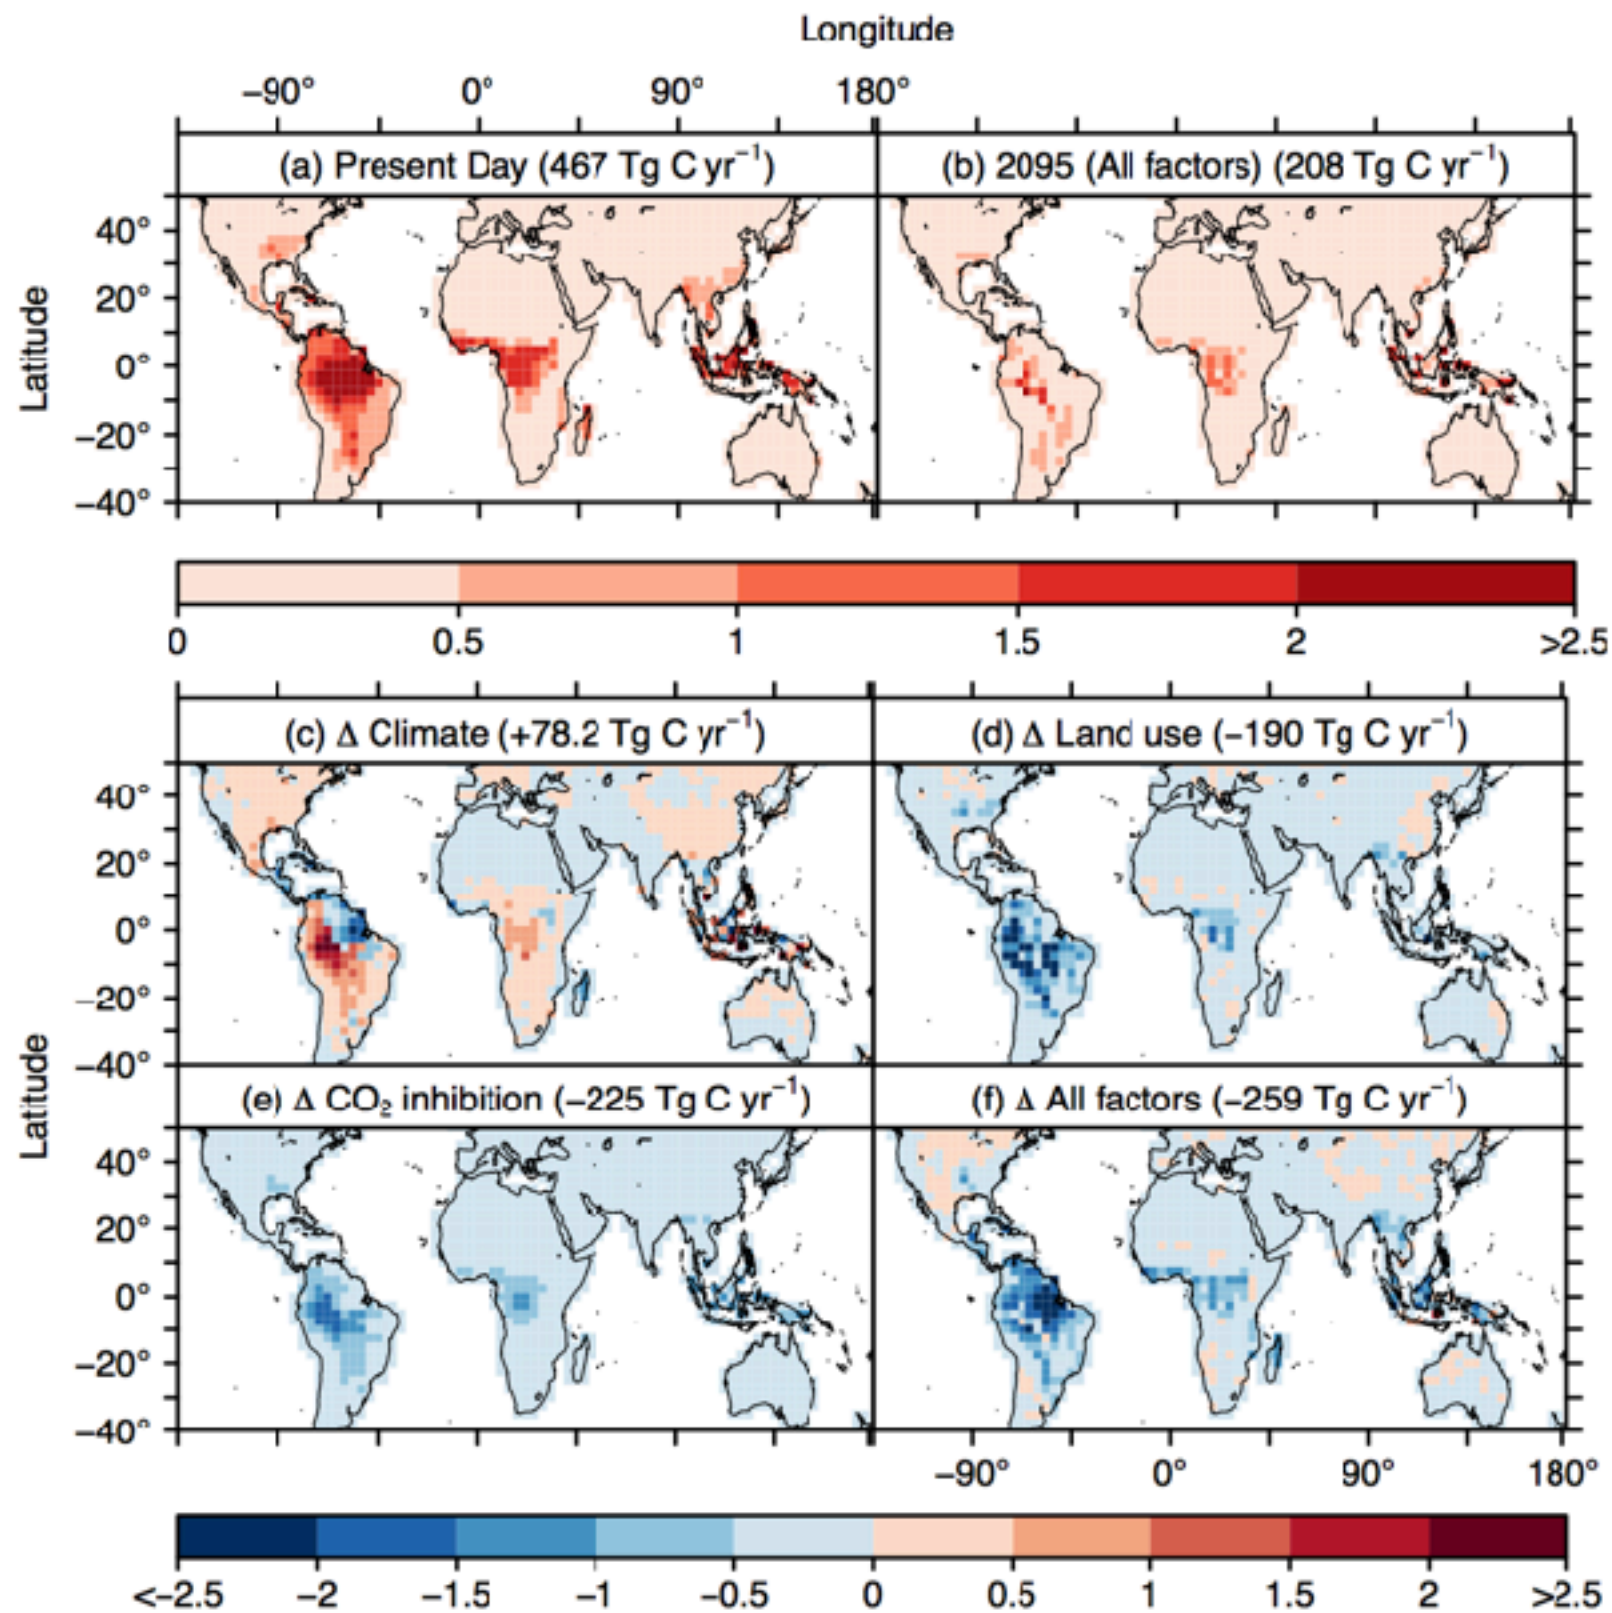 Longitude
−90° 0° 90° 180°
(a) Present Day (467 Tg C yr⁻¹) (b) 2095 (All factors) (208 Tg C yr⁻¹)
40°
20°
0°
−20°
−40°
Latitude
0 0.5 1 1.5 2 >2.5
(c) Δ Climate (+78.2 Tg C yr⁻¹) (d) Δ Land use (−190 Tg C yr⁻¹)
40°
20°
0°
−20°
−40°
Latitude
(e) Δ CO₂ inhibition (−225 Tg C yr⁻¹) (f) Δ All factors (−259 Tg C yr⁻¹)
40°
20°
0°
−20°
−40°
−90° 0° 90° 180°
<−2.5 −2 −1.5 −1 −0.5 0 0.5 1 1.5 2 >2.5